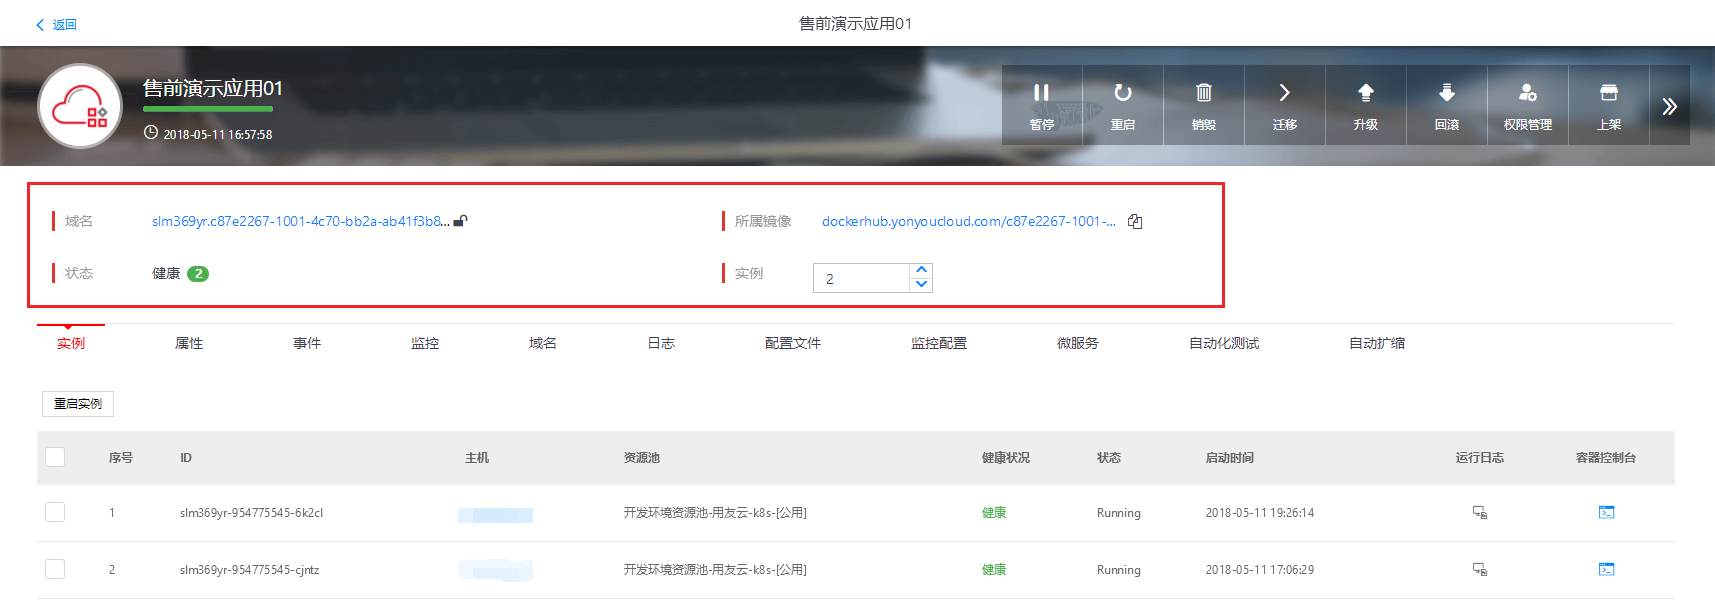 返回
售前演示应用01
售前演示应用01
2018-05-11 16:57:58
暂停 重启 销毁 迁移 升级 回滚 权限管理 上架
域名 slm369yr.c87e2267-1001-4c70-bb2a-ab41f3b8... 所属镜像 dockerhub.yonyoucloud.com/c87e2267-1001-...
状态 健康 2 实例 2
实例 属性 事件 监控 域名 日志 配置文件 监控配置 微服务 自动化测试 自动扩缩
重启实例
序号 ID 主机 资源池 健康状况 状态 启动时间 运行日志 容器控制台
1 slm369yr-954775545-6k2cl 开发环境资源池-用友云-k8s-[公用] 健康 Running 2018-05-11 19:26:14
2 slm369yr-954775545-cjntz 开发环境资源池-用友云-k8s-[公用] 健康 Running 2018-05-11 17:06:29